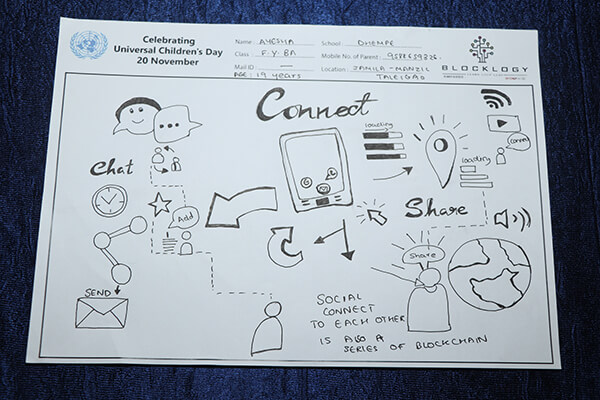 Celebrating
Universal Children's Day
20 November
Name AYESHA School DHEMPE
Class F.Y.BA Mobile No. of Parent
Mail ID — Location JANKA-MANZIL
AGE: 19 years TALEIGAO
BLOCKLOGY
Connect
loading
Connect
Chat
loading
Add
Share
Share
SEND
SOCIAL
CONNECT
TO EACH OTHER
IS ALSO A
SERIES OF BLOCKCHAIN